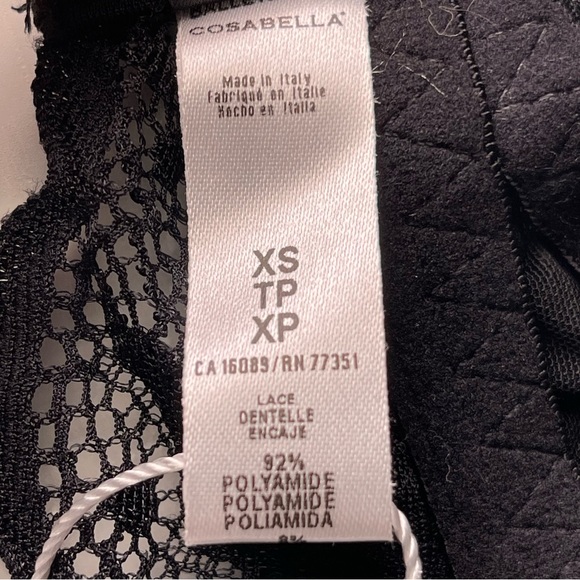 COSABELLA®
Made in Italy
Fabriqué en Italie
Hecho en Italia
XS
TP
XP
CA 16089/RN 77351
LACE
DENTELLE
ENCAJE
92%
POLYAMIDE
POLYAMIDE
POLIAMIDA
8%